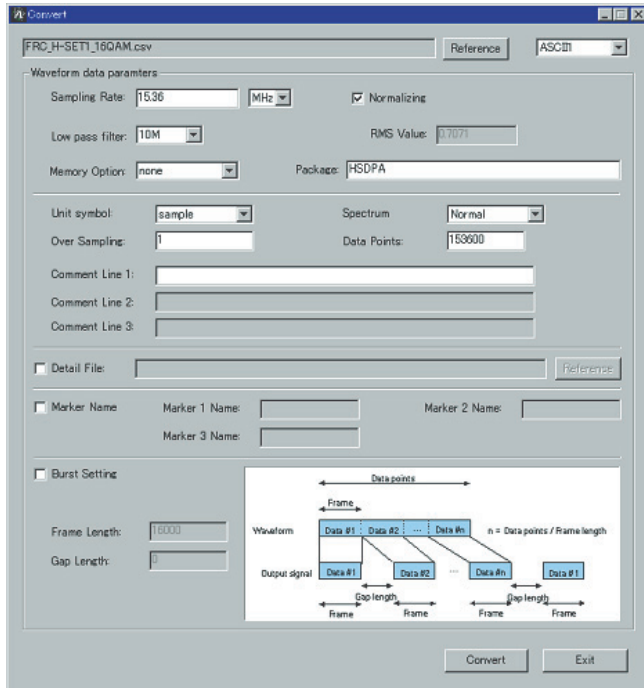 Convert
FRC_H-SET1_16QAM.csv Reference ASCII1
Waveform data paramters
Sampling Rate: 15.36 MHz Normalizing
Low pass filter: 10M RMS Value: 0.7071
Memory Option: none Package: HSDPA
Unit symbol: sample Spectrum Normal
Over Sampling: 1 Data Points: 153600
Comment Line 1:
Comment Line 2:
Comment Line 3:
Detail File: Reference
Marker Name Marker 1 Name: Marker 2 Name:
Marker 3 Name:
Burst Setting
Data points
Frame
Frame Length: 16000
Waveform Data #1 Data #2 ... Data #n n = Data points / Frame length
Gap Length: 0
Output signal Data #1 Data #2 ... Data #n Data #1
Gap length Gap length
Frame Frame Frame Frame
Convert Exit